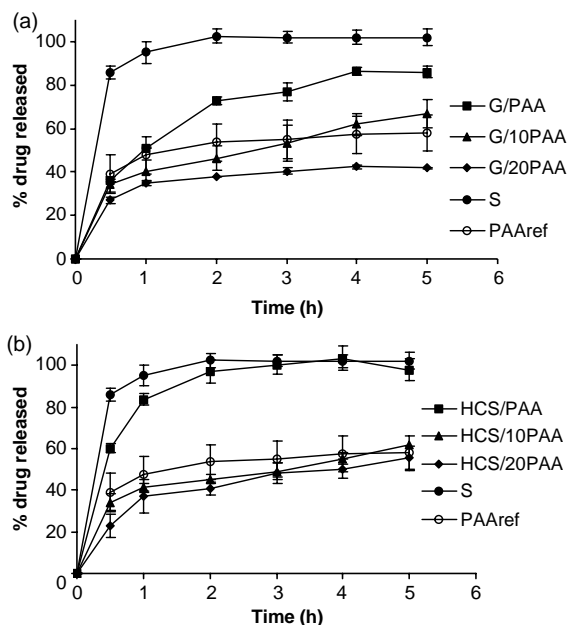 (a)
% drug released
100
80
60
40
20
0
0 1 2 3 4 5 6
Time (h)
G/PAA
G/10PAA
G/20PAA
S
PAAref
(b)
% drug released
100
80
60
40
20
0
0 1 2 3 4 5 6
Time (h)
HCS/PAA
HCS/10PAA
HCS/20PAA
S
PAAref